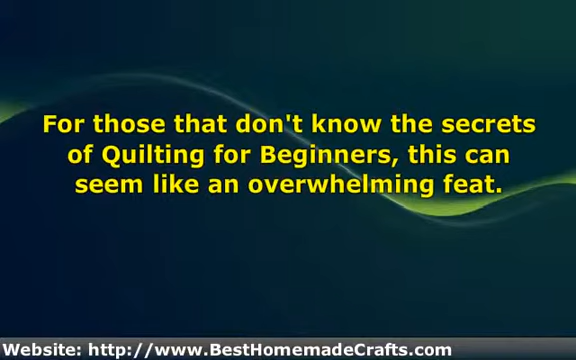 For those that don't know the secrets
of Quilting for Beginners, this can
seem like an overwhelming feat.
Website: http://www.BestHomemadeCrafts.com